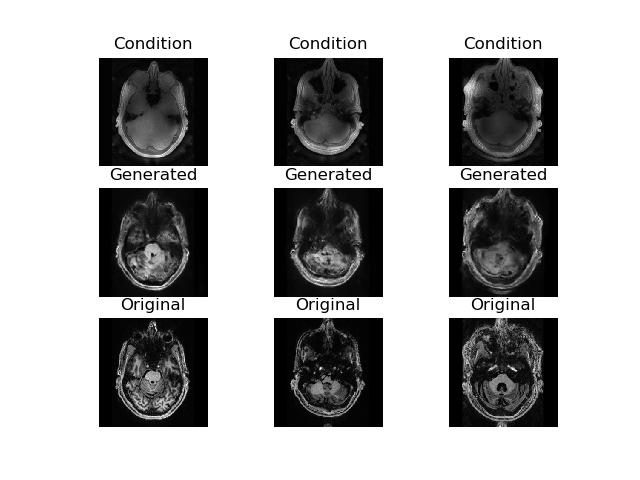 Condition Condition Condition
Generated Generated Generated
Original Original Original